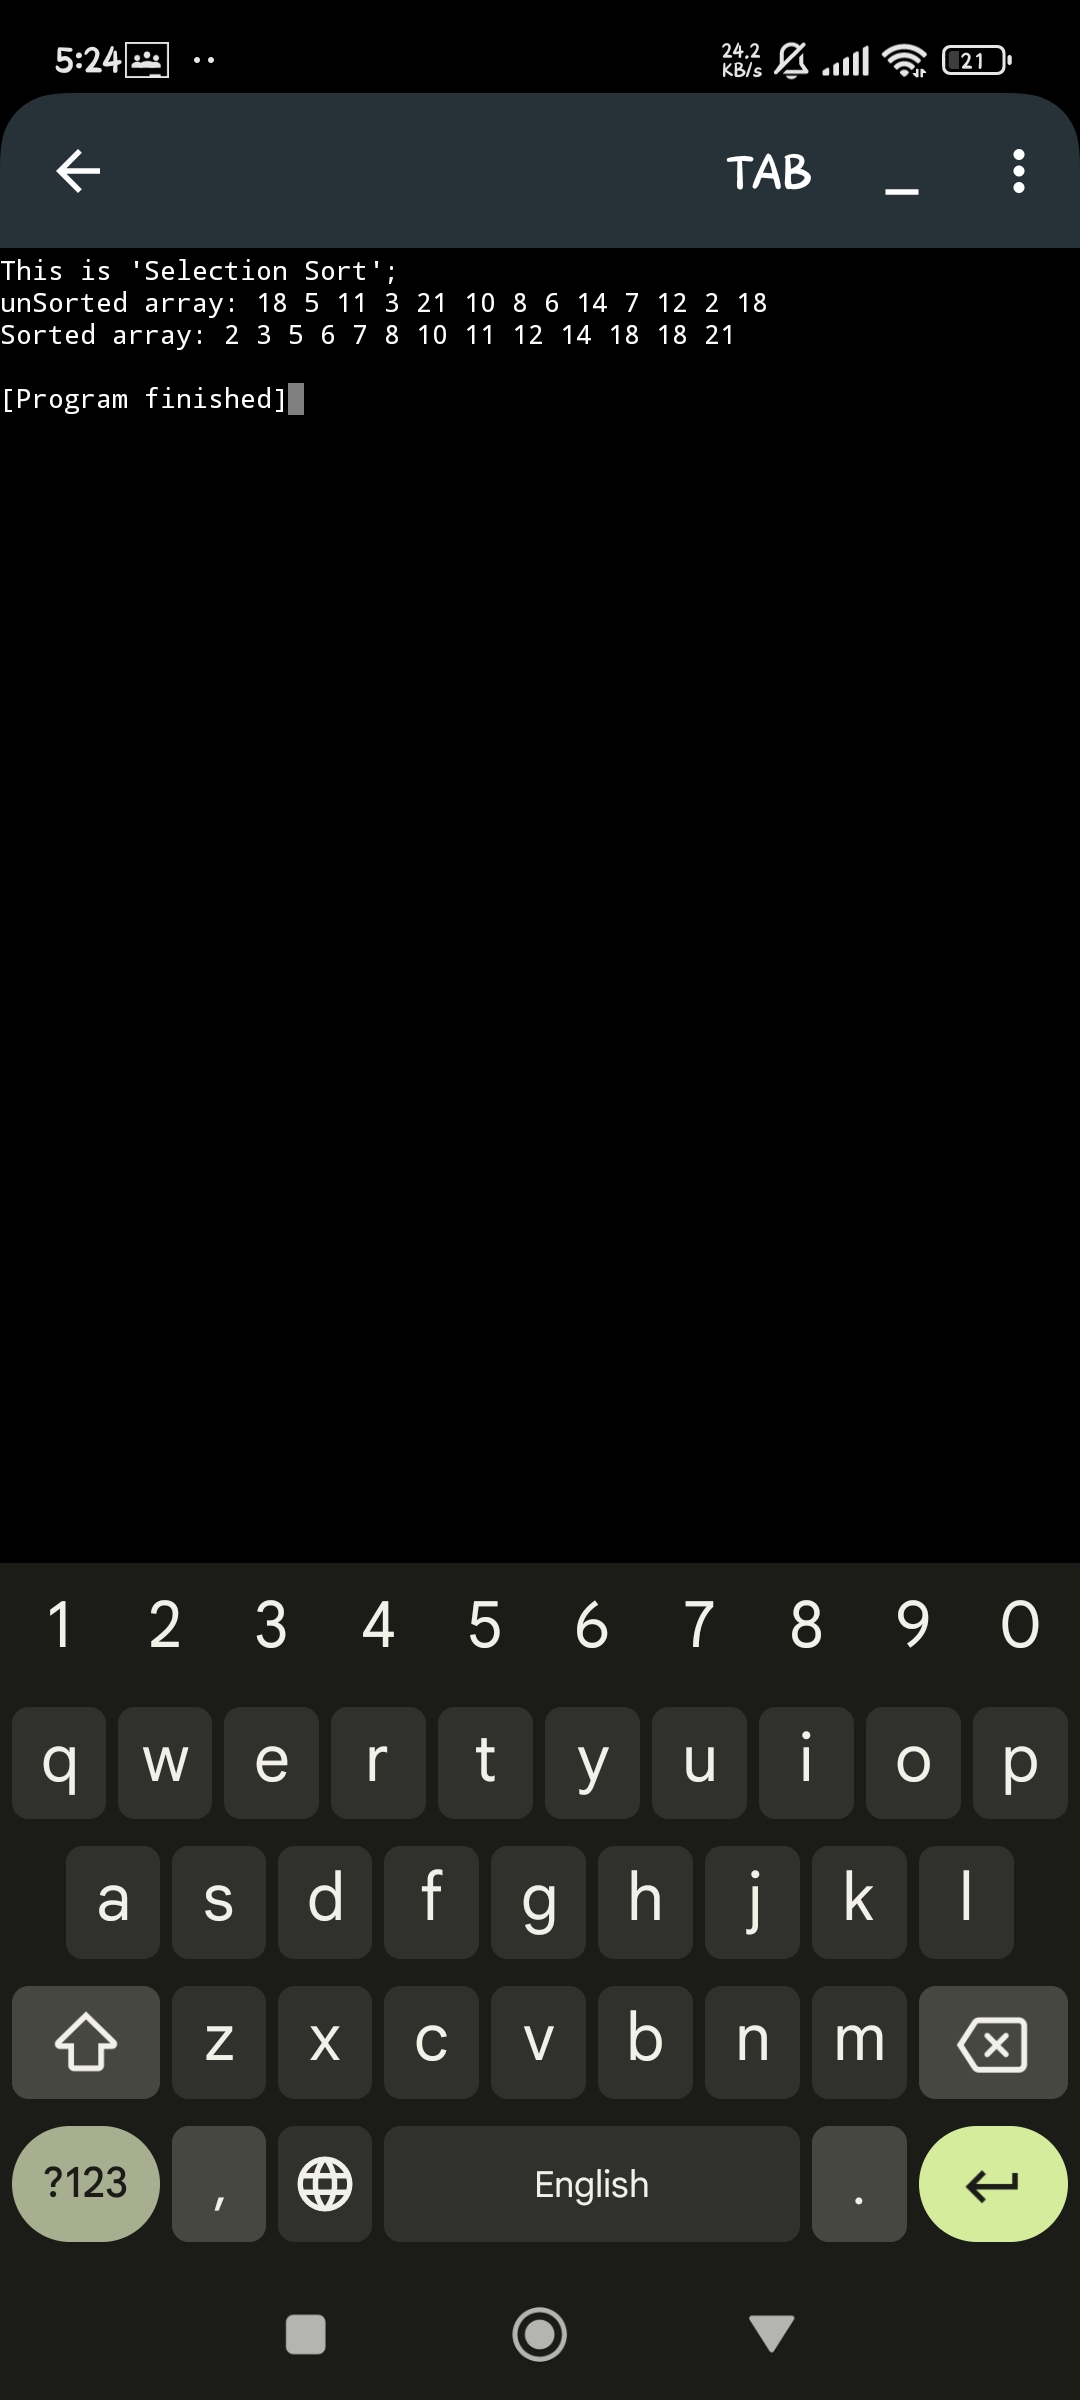 5:24 24.2 KB/s 21
TAB _
This is 'Selection Sort';
unSorted array: 18 5 11 3 21 10 8 6 14 7 12 2 18
Sorted array: 2 3 5 6 7 8 10 11 12 14 18 18 21
[Program finished]
1 2 3 4 5 6 7 8 9 0
q w e r t y u i o p
a s d f g h j k l
z x c v b n m
?123 , English .